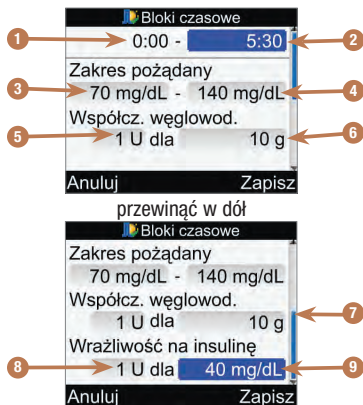 Bloki czasowe
1 0:00 - 5:30 2
Zakres pożądany
3 70 mg/dL - 140 mg/dL 4
Współcz. węglowod.
5 1 U dla 10 g 6
Anuluj Zapisz
przewinąć w dół
Bloki czasowe
Zakres pożądany
70 mg/dL - 140 mg/dL
Współcz. węglowod.
1 U dla 10 g 7
Wrażliwość na insulinę
8 1 U dla 40 mg/dL 9
Anuluj Zapisz